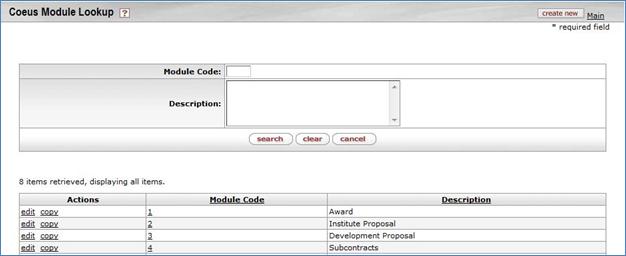 Coeus Module Lookup ?
create new Main
* required field
Module Code:
Description:
search clear cancel
8 items retrieved, displaying all items.
Actions Module Code Description
edit copy 1 Award
edit copy 2 Institute Proposal
edit copy 3 Development Proposal
edit copy 4 Subcontracts